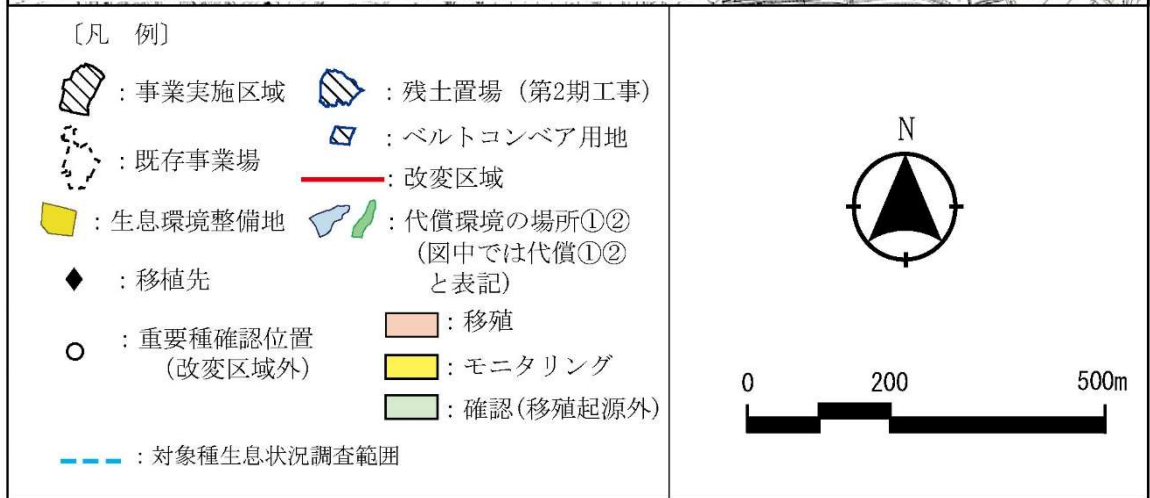 〔凡　例〕
：事業実施区域
：残土置場（第2期工事）
：ベルトコンベア用地
：既存事業場
：改変区域
：生息環境整備地
：代償環境の場所①②
（図中では代償①②
と表記）
：移植先
：移殖
：重要種確認位置
（改変区域外）
：モニタリング
：確認（移殖起源外）
：対象種生息状況調査範囲
N
0 200 500m